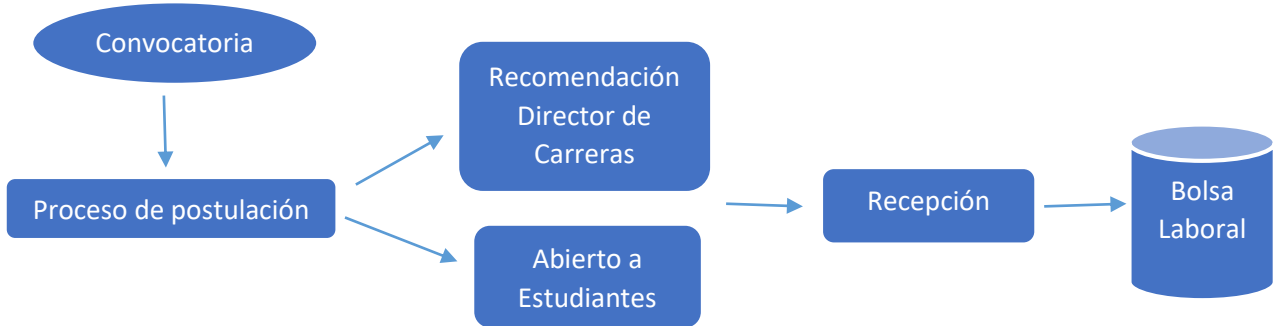 Convocatoria
Proceso de postulación
Recomendación
Director de
Carreras
Abierto a
Estudiantes
Recepción
Bolsa
Laboral